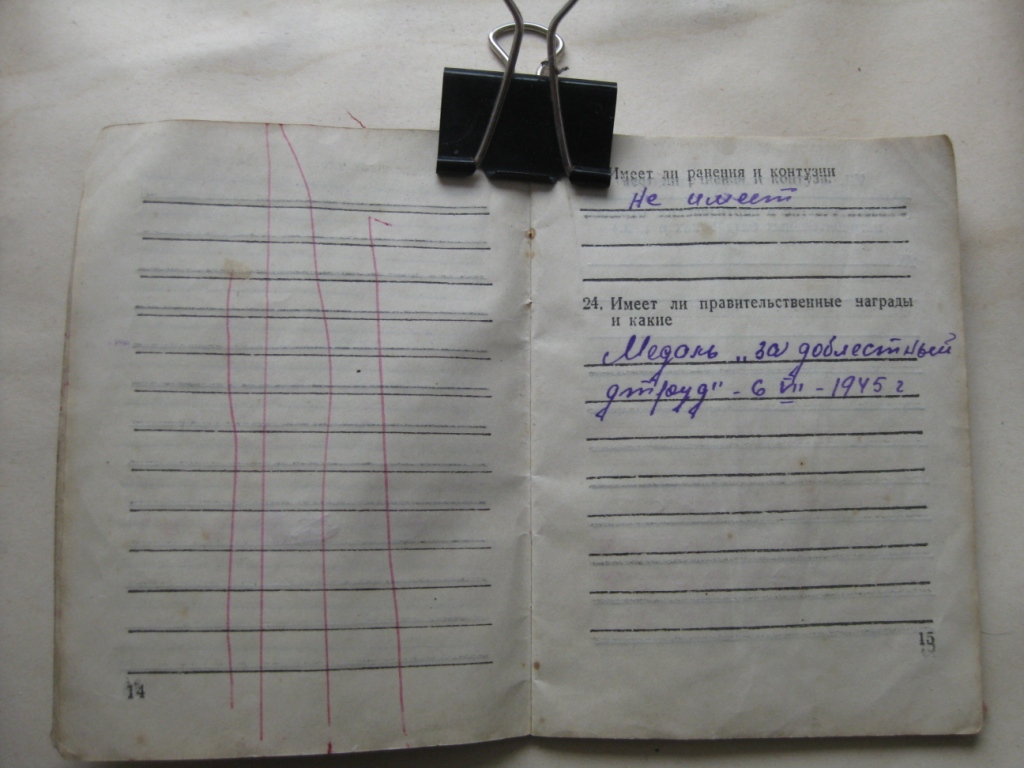 14
Имеет ли ранения и контузии
не имеет
24. Имеет ли правительственные награды
и какие
Медаль „за доблестный
труд" - 6 VI - 1945 г
15